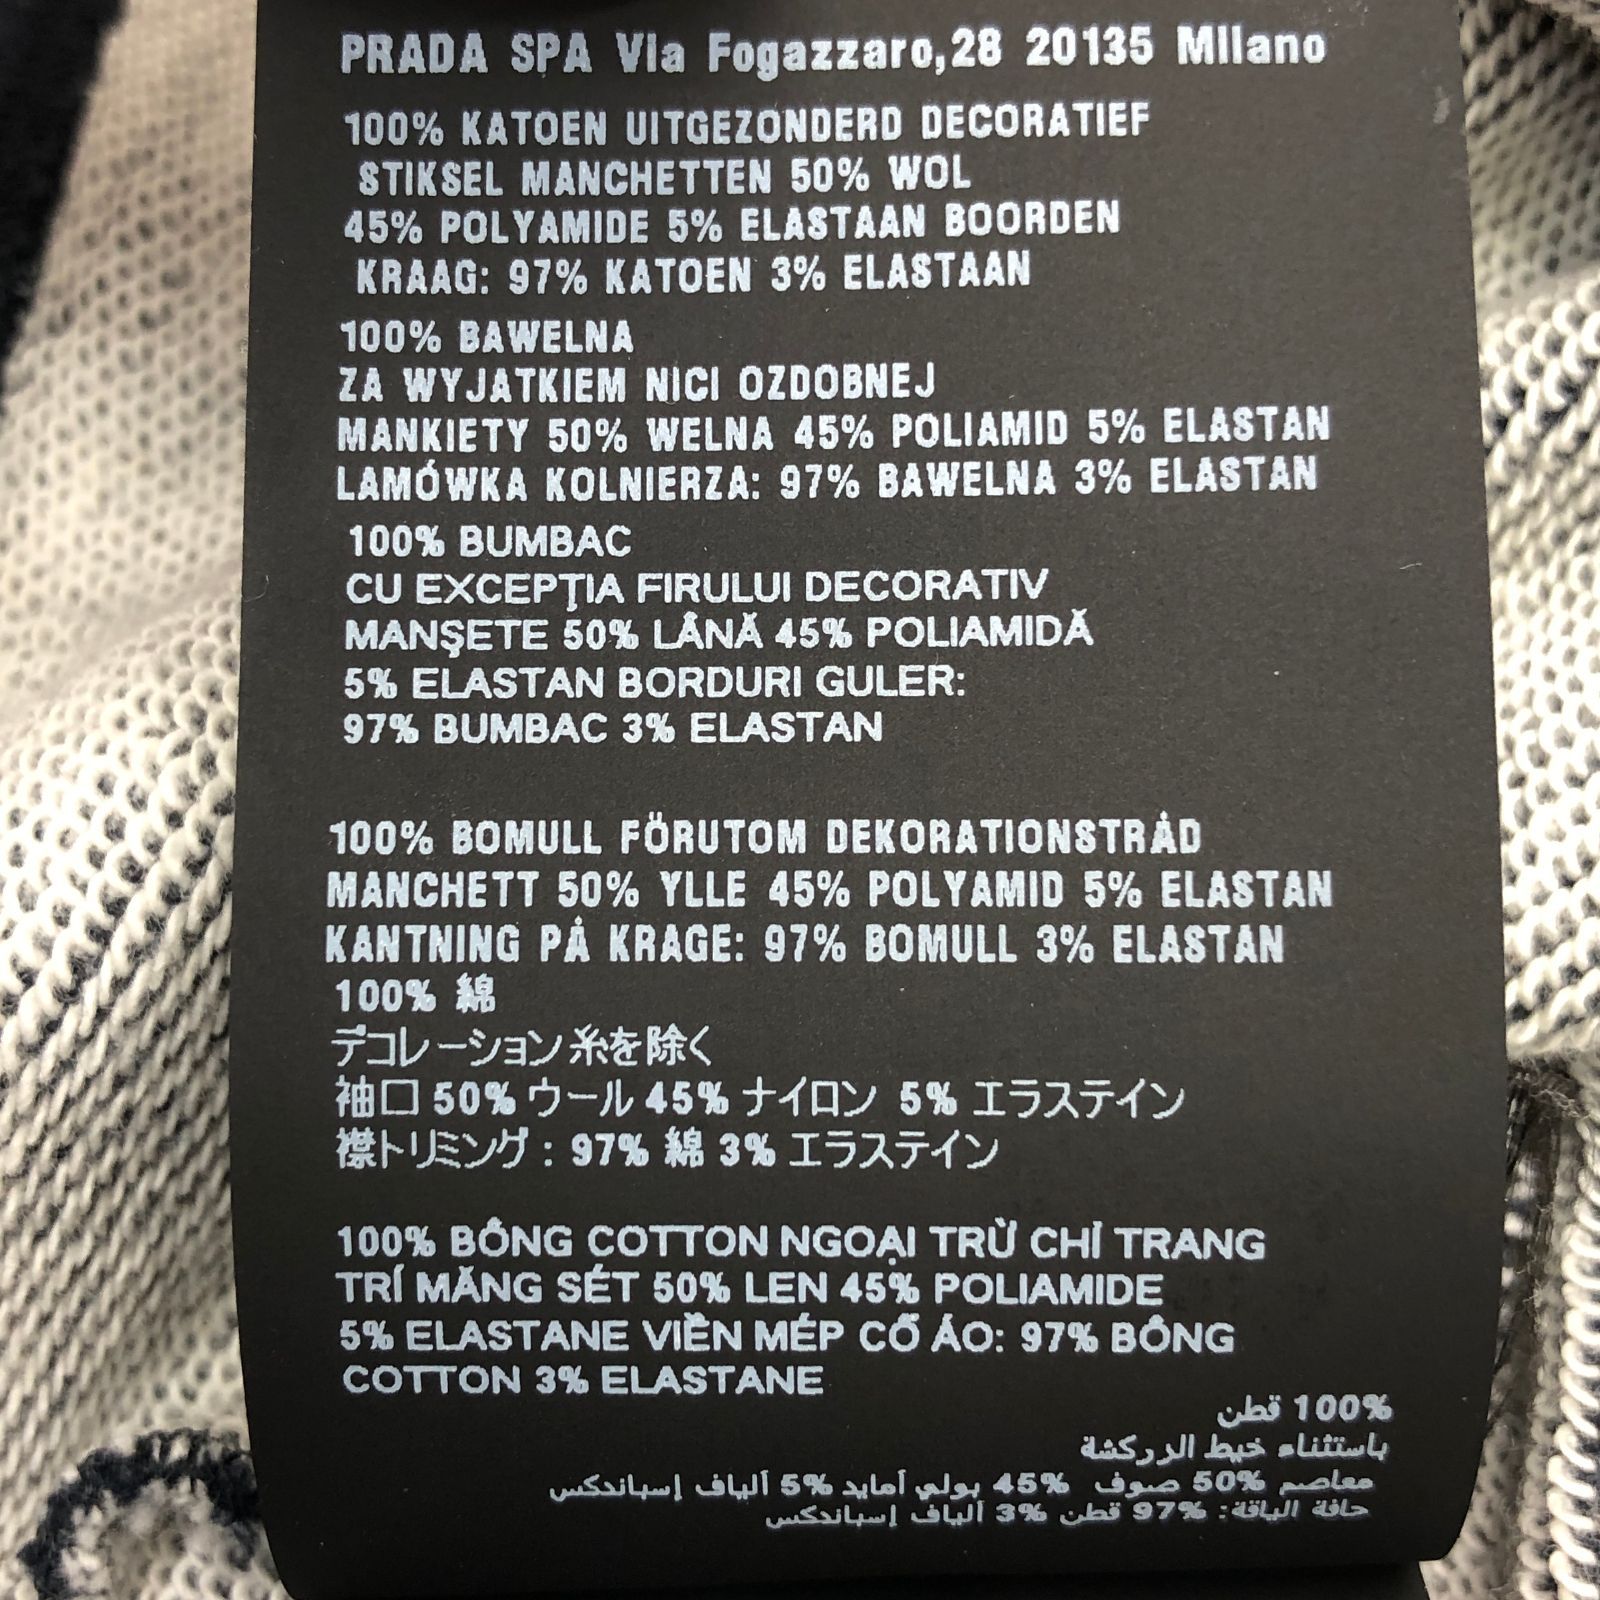 PRADA SPA Via Fogazzaro,28 20135 Milano
100% KATOEN UITGEZONDERD DECORATIEF
STIKSEL MANCHETTEN 50% WOL
45% POLYAMIDE 5% ELASTAAN BOORDEN
KRAAG: 97% KATOEN 3% ELASTAAN
100% BAWELNA
ZA WYJATKIEM NICI OZDOBNEJ
MANKIETY 50% WELNA 45% POLIAMID 5% ELASTAN
LAMÓWKA KOLNIERZA: 97% BAWELNA 3% ELASTAN
100% BUMBAC
CU EXCEPŢIA FIRULUI DECORATIV
MANŞETE 50% LÂNĂ 45% POLIAMIDĂ
5% ELASTAN BORDURI GULER:
97% BUMBAC 3% ELASTAN
100% BOMULL FÖRUTOM DEKORATIONSTRÅD
MANCHETT 50% YLLE 45% POLYAMID 5% ELASTAN
KANTNING PÅ KRAGE: 97% BOMULL 3% ELASTAN
100% 綿
デコレーション糸を除く
袖口 50% ウール 45% ナイロン 5% エラステイン
襟トリミング : 97% 綿 3% エラステイン
100% BÔNG COTTON NGOẠI TRỪ CHỈ TRANG
TRÍ MĂNG SÉT 50% LEN 45% POLIAMIDE
5% ELASTANE VIỀN MÉP CỔ ÁO: 97% BÔNG
COTTON 3% ELASTANE
100% قطن
باستثناء خيط الزركشة
معاصم 50% صوف 45% بولي أمايد 5% ألياف إسباندكس
حافة الياقة: 97% قطن 3% ألياف إسباندكس